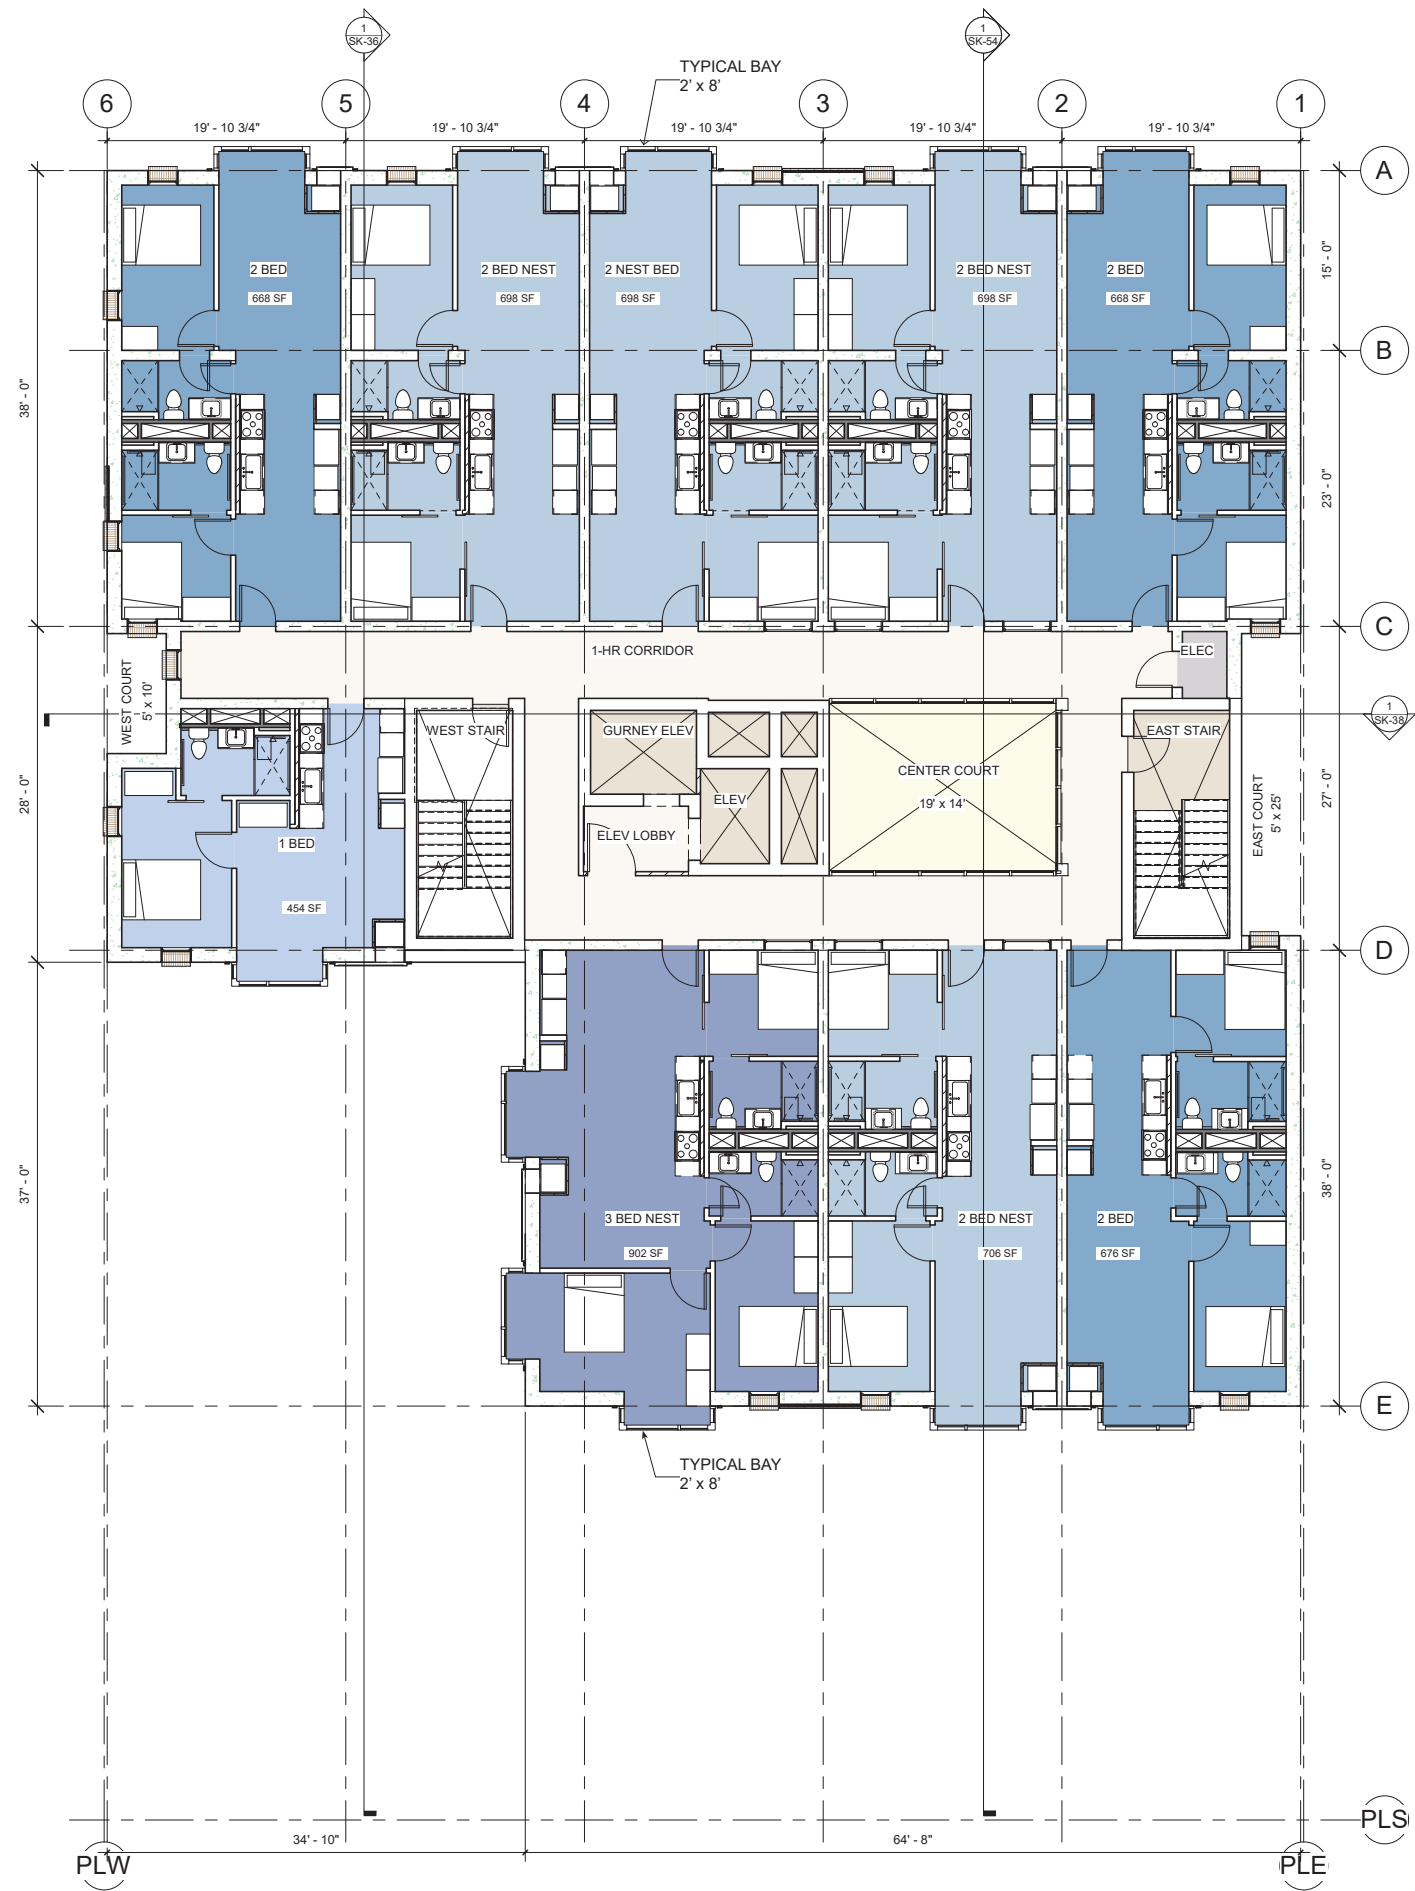 1
SK-36
1
SK-54
TYPICAL BAY
2' x 8'
6
5
4
3
2
1
19' - 10 3/4"
19' - 10 3/4"
19' - 10 3/4"
19' - 10 3/4"
19' - 10 3/4"
A
15' - 0"
2 BED
668 SF
2 BED NEST
698 SF
2 NEST BED
698 SF
2 BED NEST
698 SF
2 BED
668 SF
B
38' - 0"
23' - 0"
C
1-HR CORRIDOR
ELEC
WEST COURT
5' x 10'
WEST STAIR
GURNEY ELEV
ELEV
ELEV LOBBY
CENTER COURT
19' x 14'
EAST STAIR
EAST COURT
5' x 25'
1
SK-38
28' - 0"
27' - 0"
1 BED
454 SF
D
37' - 0"
38' - 0"
3 BED NEST
902 SF
2 BED NEST
706 SF
2 BED
676 SF
E
TYPICAL BAY
2' x 8'
PLS
34' - 10"
64' - 8"
PLW
PLE